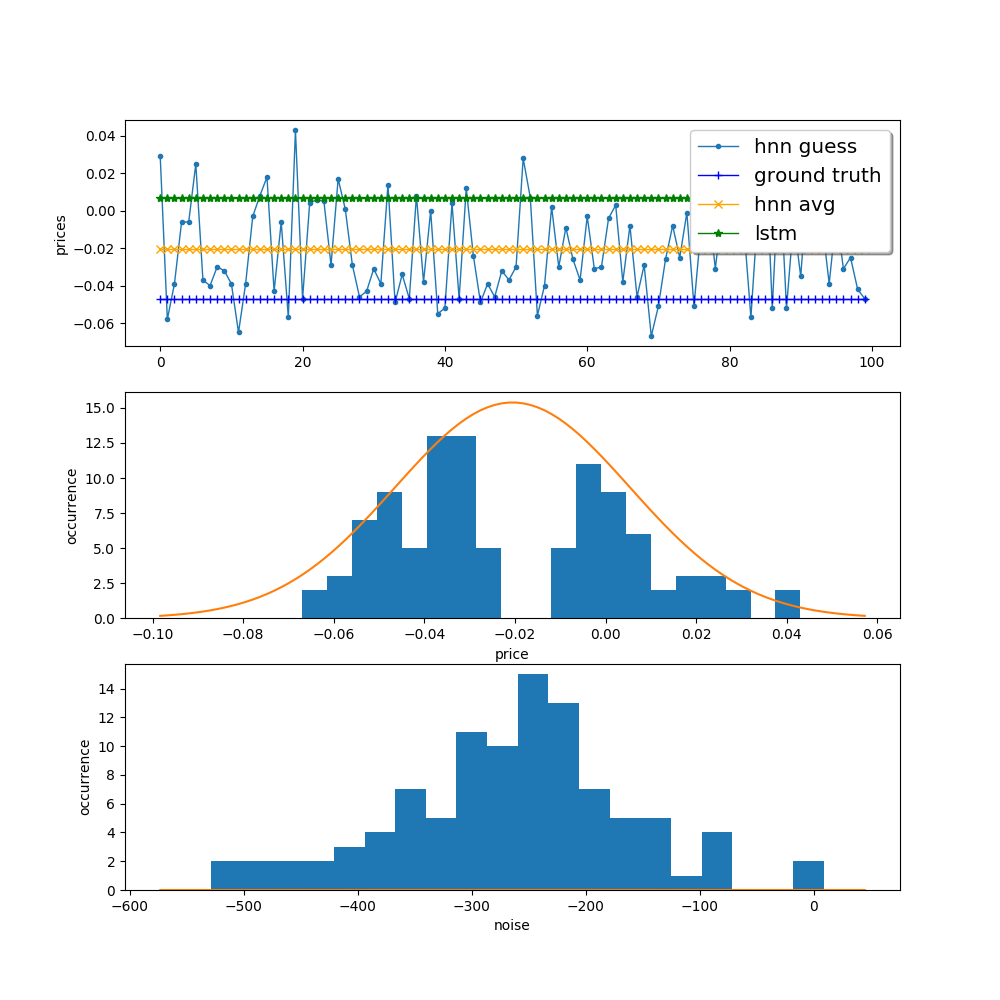 0.04
0.02
0.00
−0.02
−0.04
−0.06
prices
hnn guess
ground truth
hnn avg
lstm
0 20 40 60 80 100
15.0
12.5
10.0
7.5
5.0
2.5
0.0
occurrence
−0.10 −0.08 −0.06 −0.04 −0.02 0.00 0.02 0.04 0.06
price
14
12
10
8
6
4
2
0
occurrence
−600 −500 −400 −300 −200 −100 0
noise